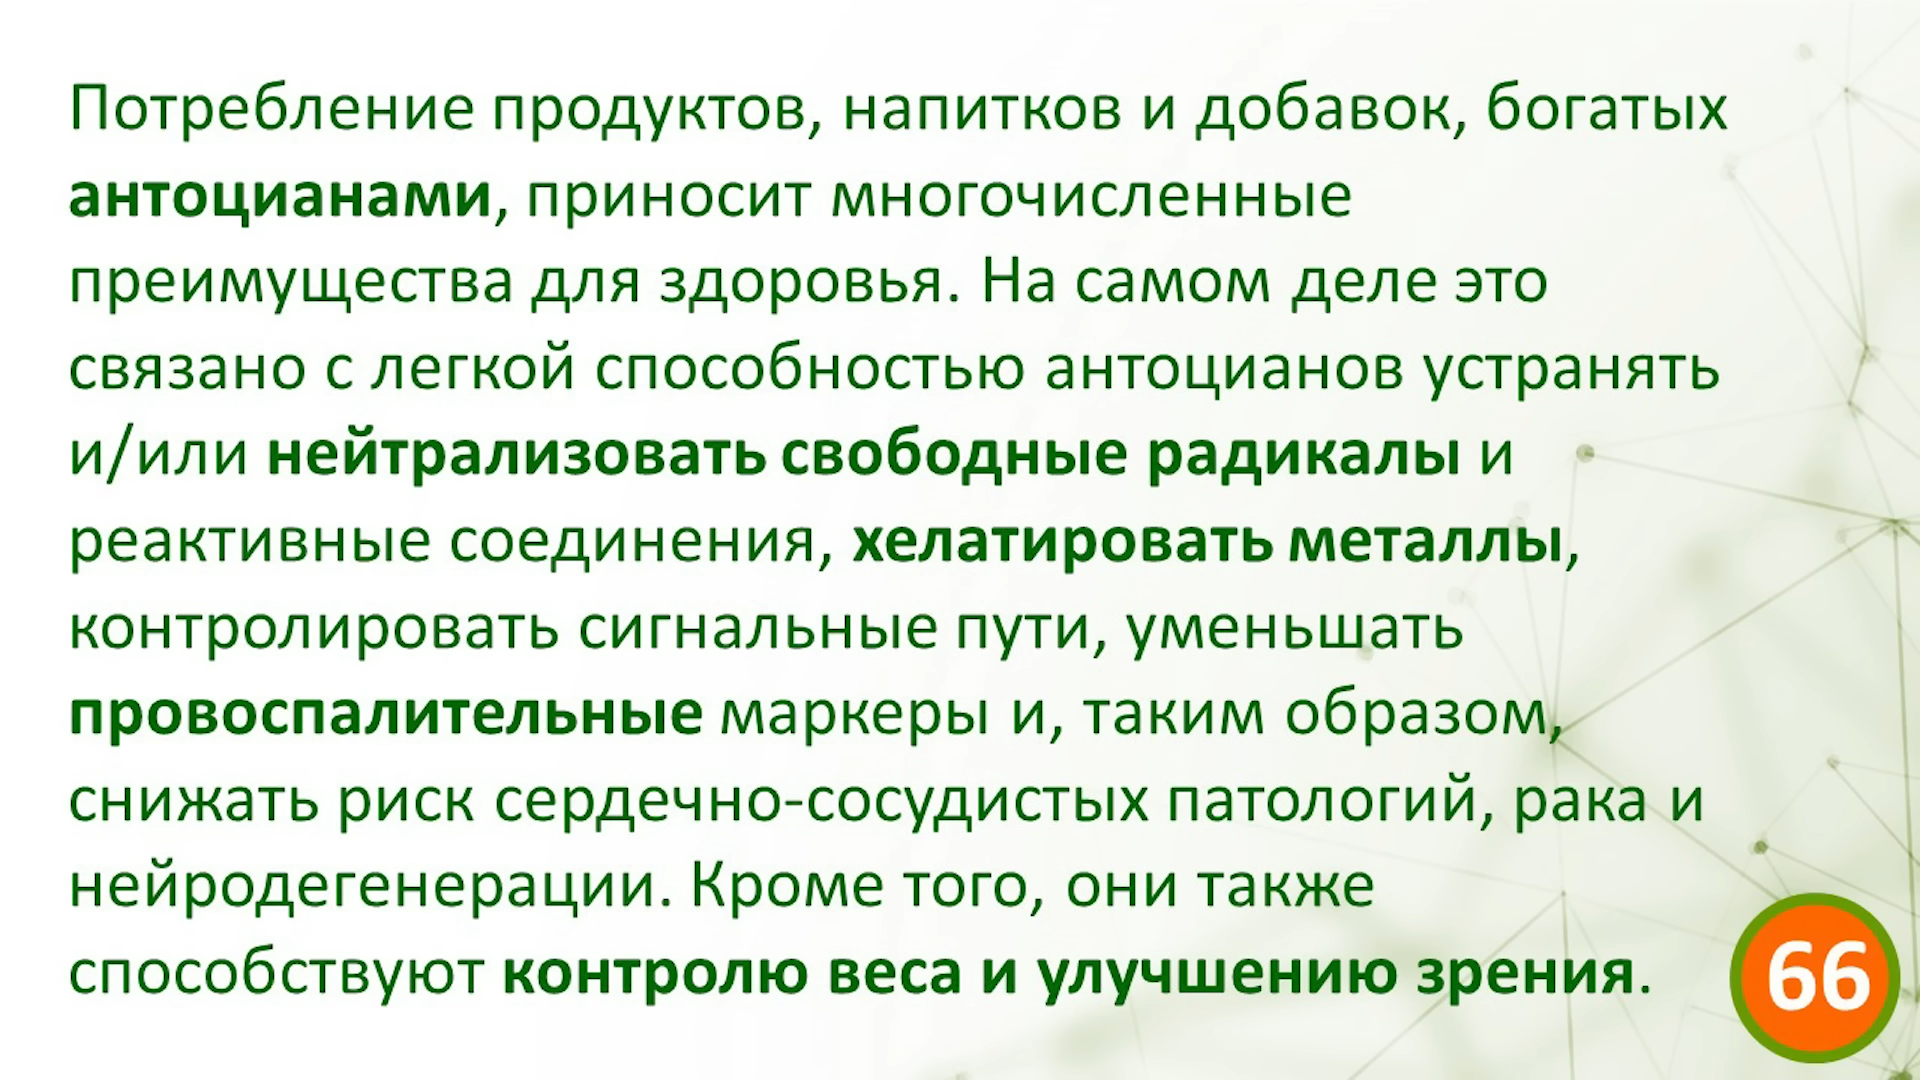 Потребление продуктов, напитков и добавок, богатых
антоцианами, приносит многочисленные
преимущества для здоровья. На самом деле это
связано с легкой способностью антоцианов устранять
и/или нейтрализовать свободные радикалы и
реактивные соединения, хелатировать металлы,
контролировать сигнальные пути, уменьшать
провоспалительные маркеры и, таким образом,
снижать риск сердечно-сосудистых патологий, рака и
нейродегенерации. Кроме того, они также
способствуют контролю веса и улучшению зрения.
66